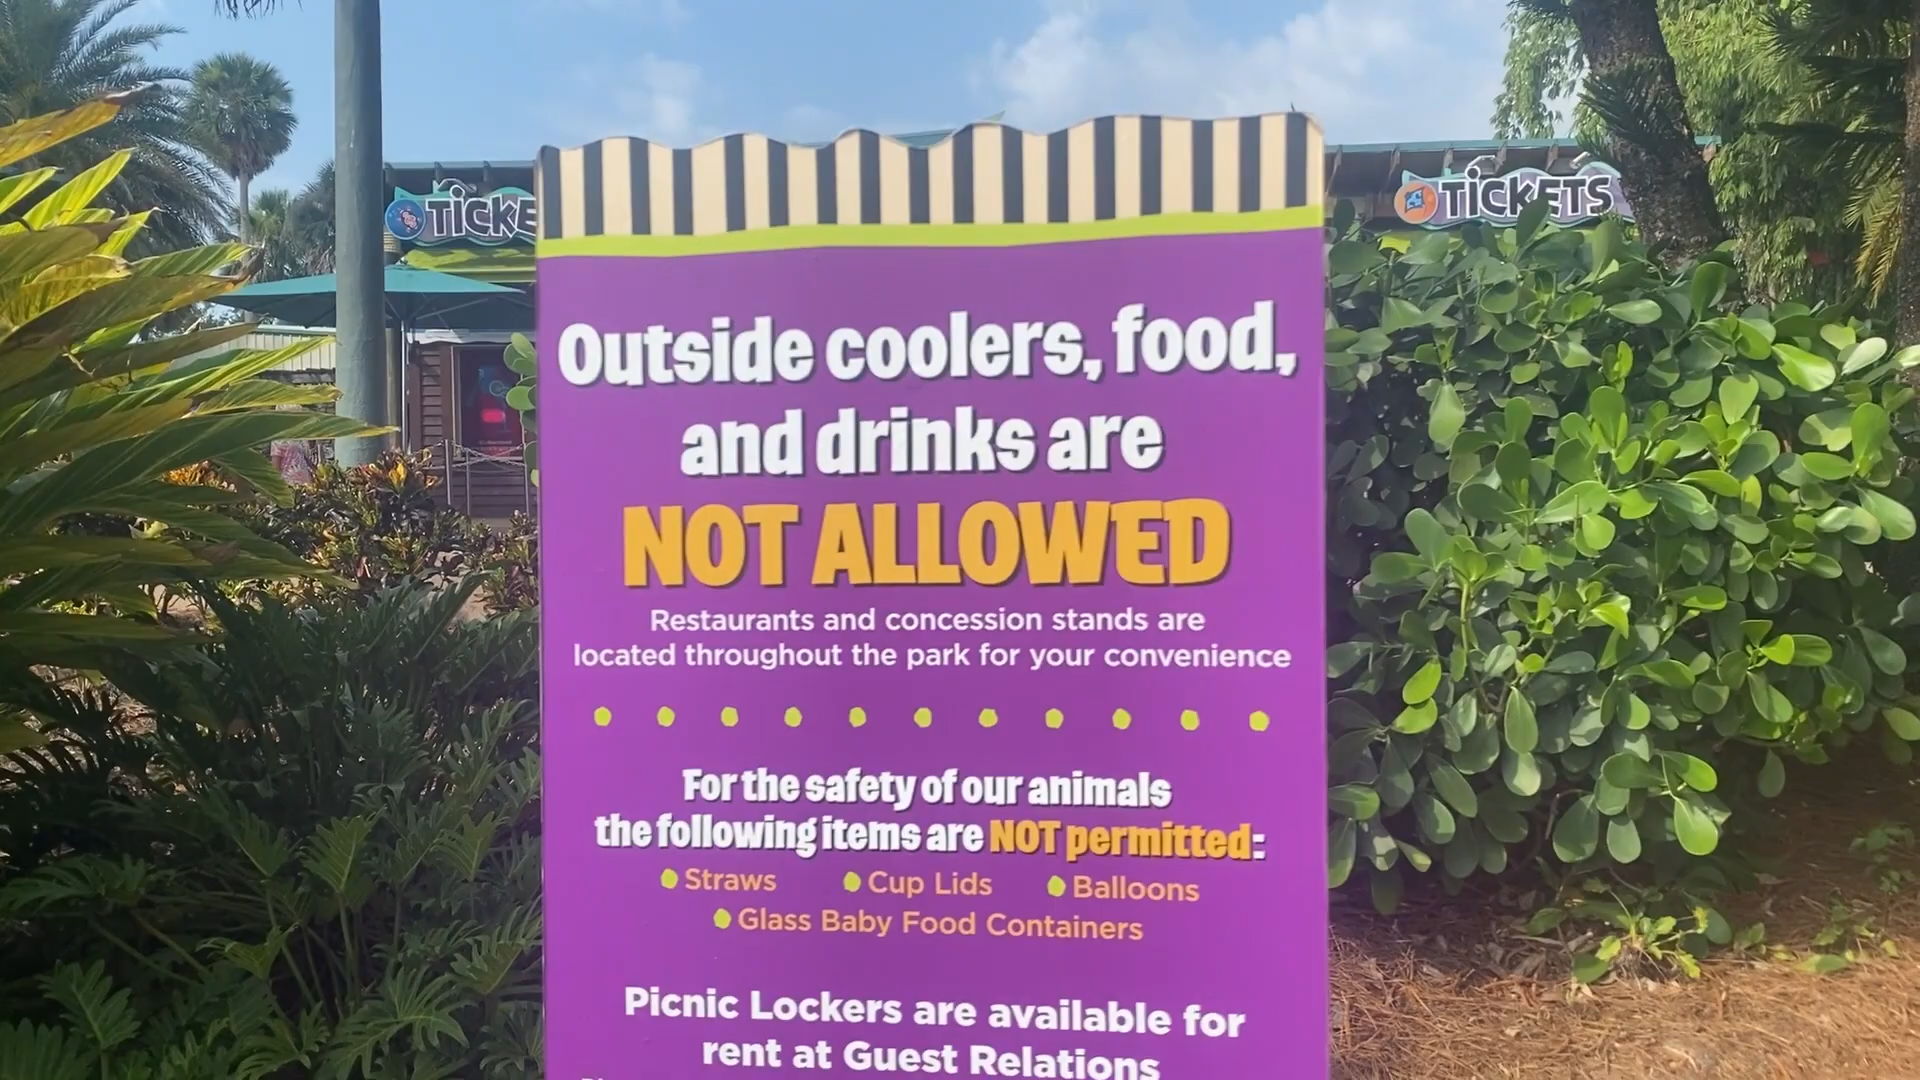 TICKE
TICKETS
Outside coolers, food,
and drinks are
NOT ALLOWED
Restaurants and concession stands are
located throughout the park for your convenience
For the safety of our animals
the following items are NOT permitted:
Straws Cup Lids Balloons
Glass Baby Food Containers
Picnic Lockers are available for
rent at Guest Relations